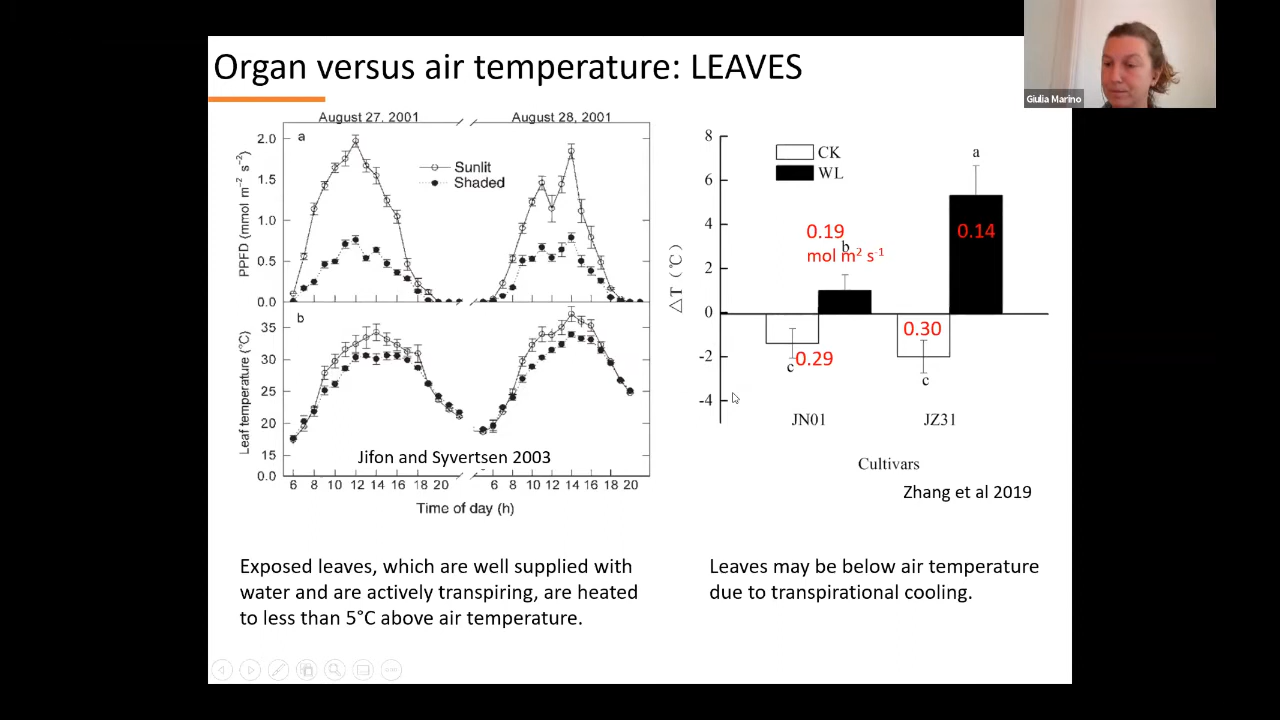 Organ versus air temperature: LEAVES
Giulia Marino
August 27, 2001
August 28, 2001
a
2.0
1.5
1.0
0.5
0.0
PPFD (mmol m⁻² s⁻²)
Sunlit
Shaded
b
35
30
25
20
15
0.0
Leaf temperature (°C)
Jifon and Syvertsen 2003
6 8 10 12 14 16 18 20 6 8 10 12 14 16 18 20
Time of day (h)
8
6
4
2
0
-2
-4
△T (℃)
CK
WL
a
0.19
b
mol m² s⁻¹
0.14
0.30
0.29
c
c
JN01
JZ31
Cultivars
Zhang et al 2019
Exposed leaves, which are well supplied with
water and are actively transpiring, are heated
to less than 5°C above air temperature.
Leaves may be below air temperature
due to transpirational cooling.